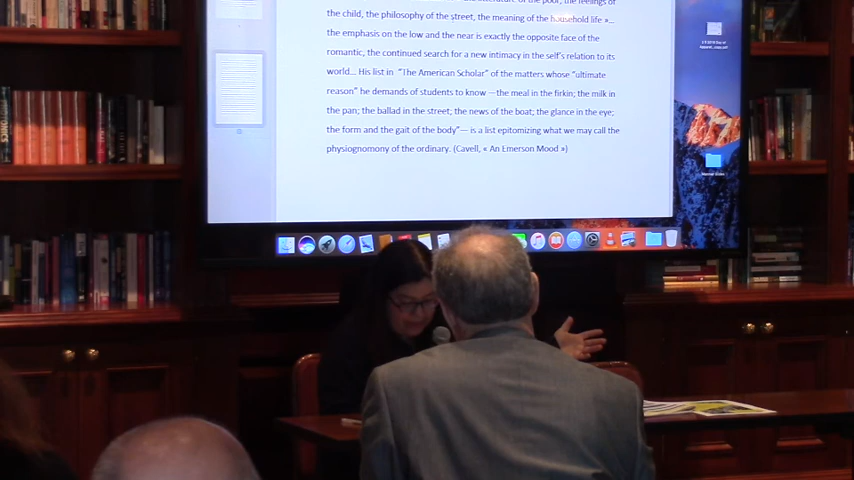 the child, the philosophy of the street, the meaning of the household life »...
the emphasis on the low and the near is exactly the opposite face of the
romantic, the continued search for a new intimacy in the self's relation to its
world... His list in "The American Scholar" of the matters whose "ultimate
reason" he demands of students to know —the meal in the firkin; the milk in
the pan; the ballad in the street; the news of the boat; the glance in the eye;
the form and the gait of the body"— is a list epitomizing what we may call the
physiognomony of the ordinary. (Cavell, « An Emerson Mood »)